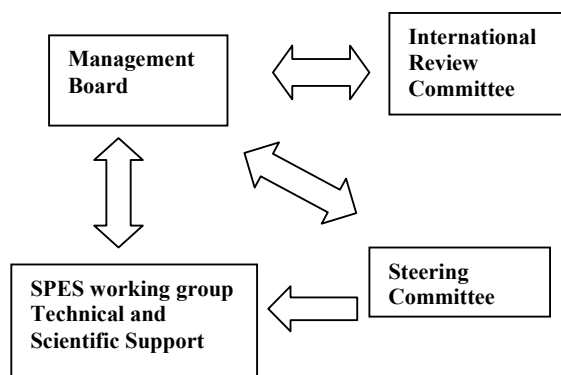 Management
Board
International
Review
Committee
SPES working group
Technical and
Scientific Support
Steering
Committee